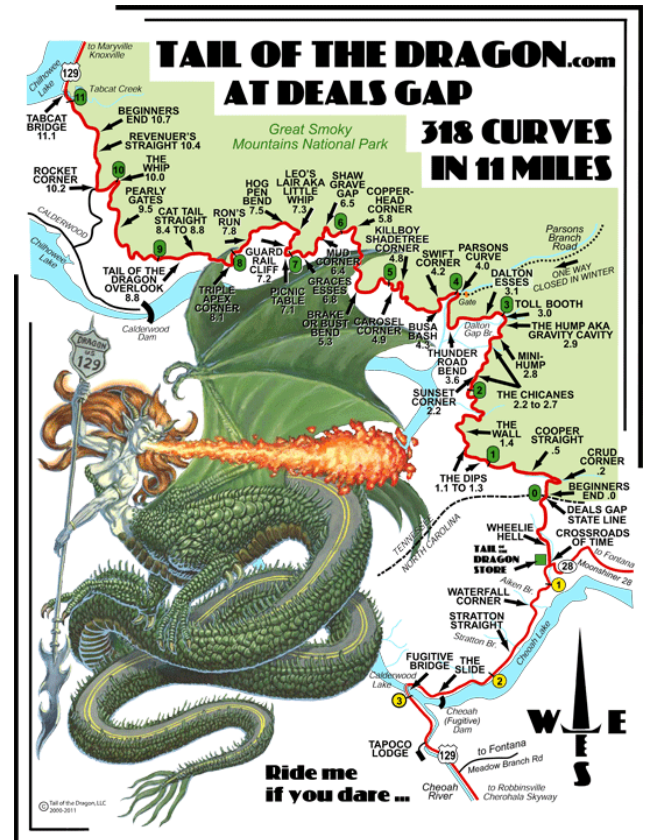 TAIL OF THE DRAGON.com
AT DEALS GAP
318 CURVES
IN 11 MILES
to Maryville
Knoxville
129
Chilhowee
Lake
11
Tabcat Creek
TABCAT
BRIDGE
11.1
BEGINNERS
END 10.7
REVENUER'S
STRAIGHT 10.4
Great Smoky
Mountains National Park
10
THE
WHIP
10.0
ROCKET
CORNER
10.2
PEARLY
GATES
9.5
CAT TAIL
STRAIGHT
8.4 TO 8.8
RON'S
RUN
7.8
HOG
PEN
BEND
7.5
LEO'S
LAIR AKA
LITTLE
WHIP
7.3
SHAW
GRAVE
GAP
6.5
COPPER-
HEAD
CORNER
5.8
KILLBOY
SHADETREE
CORNER
4.8
SWIFT
CORNER
4.2
PARSONS
CURVE
4.0
Parsons
Branch
Road
ONE WAY
CLOSED IN WINTER
CALDERWOOD
Chilhowee
Lake
9
8
7
6
5
4
3
TAIL OF
THE
DRAGON
OVERLOOK
8.8
Calderwood
Dam
TRIPLE
APEX
CORNER
8.1
GUARD
RAIL
CLIFF
7.2
PICNIC
TABLE
7.1
MUD
CORNER
6.4
GRACES
ESSES
6.8
BRAKE
OR BUST
BEND
5.3
CAROSEL
CORNER
4.9
BUSA
BASH
4.3
Gate
DALTON
ESSES
3.1
TOLL BOOTH
3.0
Dalton
Gap Br.
THE HUMP AKA
GRAVITY CAVITY
2.9
THUNDER
ROAD
BEND
3.6
MINI-
HUMP
2.8
SUNSET
CORNER
2.2
2
THE CHICANES
2.2 to 2.7
THE
WALL
1.4
COOPER
STRAIGHT
.5
1
CRUD
CORNER
.2
THE DIPS
1.1 TO 1.3
0
BEGINNERS
END .0
DEALS GAP
STATE LINE
TENNESSEE
NORTH CAROLINA
DRAGON
US
129
WHEELIE
HELL
CROSSROADS
OF TIME
TAIL OF THE
DRAGON
STORE
to Fontana
28
Moonshiner 28
Aiken Br.
1
WATERFALL
CORNER
STRATTON
STRAIGHT
Stratton Br.
Cheoah Lake
FUGITIVE
BRIDGE
THE
SLIDE
2
Calderwood
Lake
3
Cheoah
(Fugitive)
Dam
W E
E
S
TAPOCO
LODGE
129
to Fontana
Meadow Branch Rd
Cheoah
River
to Robbinsville
Cherohala Skyway
Ride me
if you dare ...
© Tail of the Dragon, LLC
2000-2011